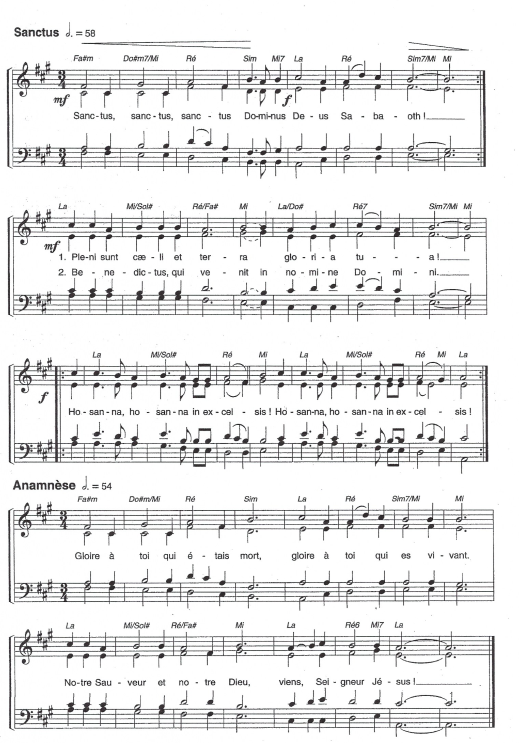 Sanctus 𝅗𝅥. = 58
Fa#m Do#m7/Mi Ré Sim Mi7 La Ré Sim7/Mi Mi
mf f
Sanc - tus, sanc - tus, sanc - tus Do-mi-nus De - us Sa - ba - oth !
La Mi/Sol# Ré/Fa# Mi La/Do# Ré7 Sim7/Mi Mi
mf
1. Ple-ni sunt cæ - li et ter - ra glo - ri - a tu - - a !
2. Be - ne - dic - tus, qui ve - nit in no - mi - ne Do - mi - ni.
La Mi/Sol# Ré Mi La Mi/Sol# Ré Mi La
f
Ho - san - na, ho - san - na in ex - cel - sis ! Ho - san - na, ho - san - na in ex - cel - sis !
Anamnèse 𝅗𝅥. = 54
Fa#m Do#m/Mi Ré Sim La Ré Sim7/Mi Mi
Gloire à toi qui é - tais mort, gloire à toi qui es vi - vant.
La Mi/Sol# Ré/Fa# Mi La Ré6 Mi7 La
No - tre Sau - veur et no - tre Dieu, viens, Sei - gneur Jé - sus !